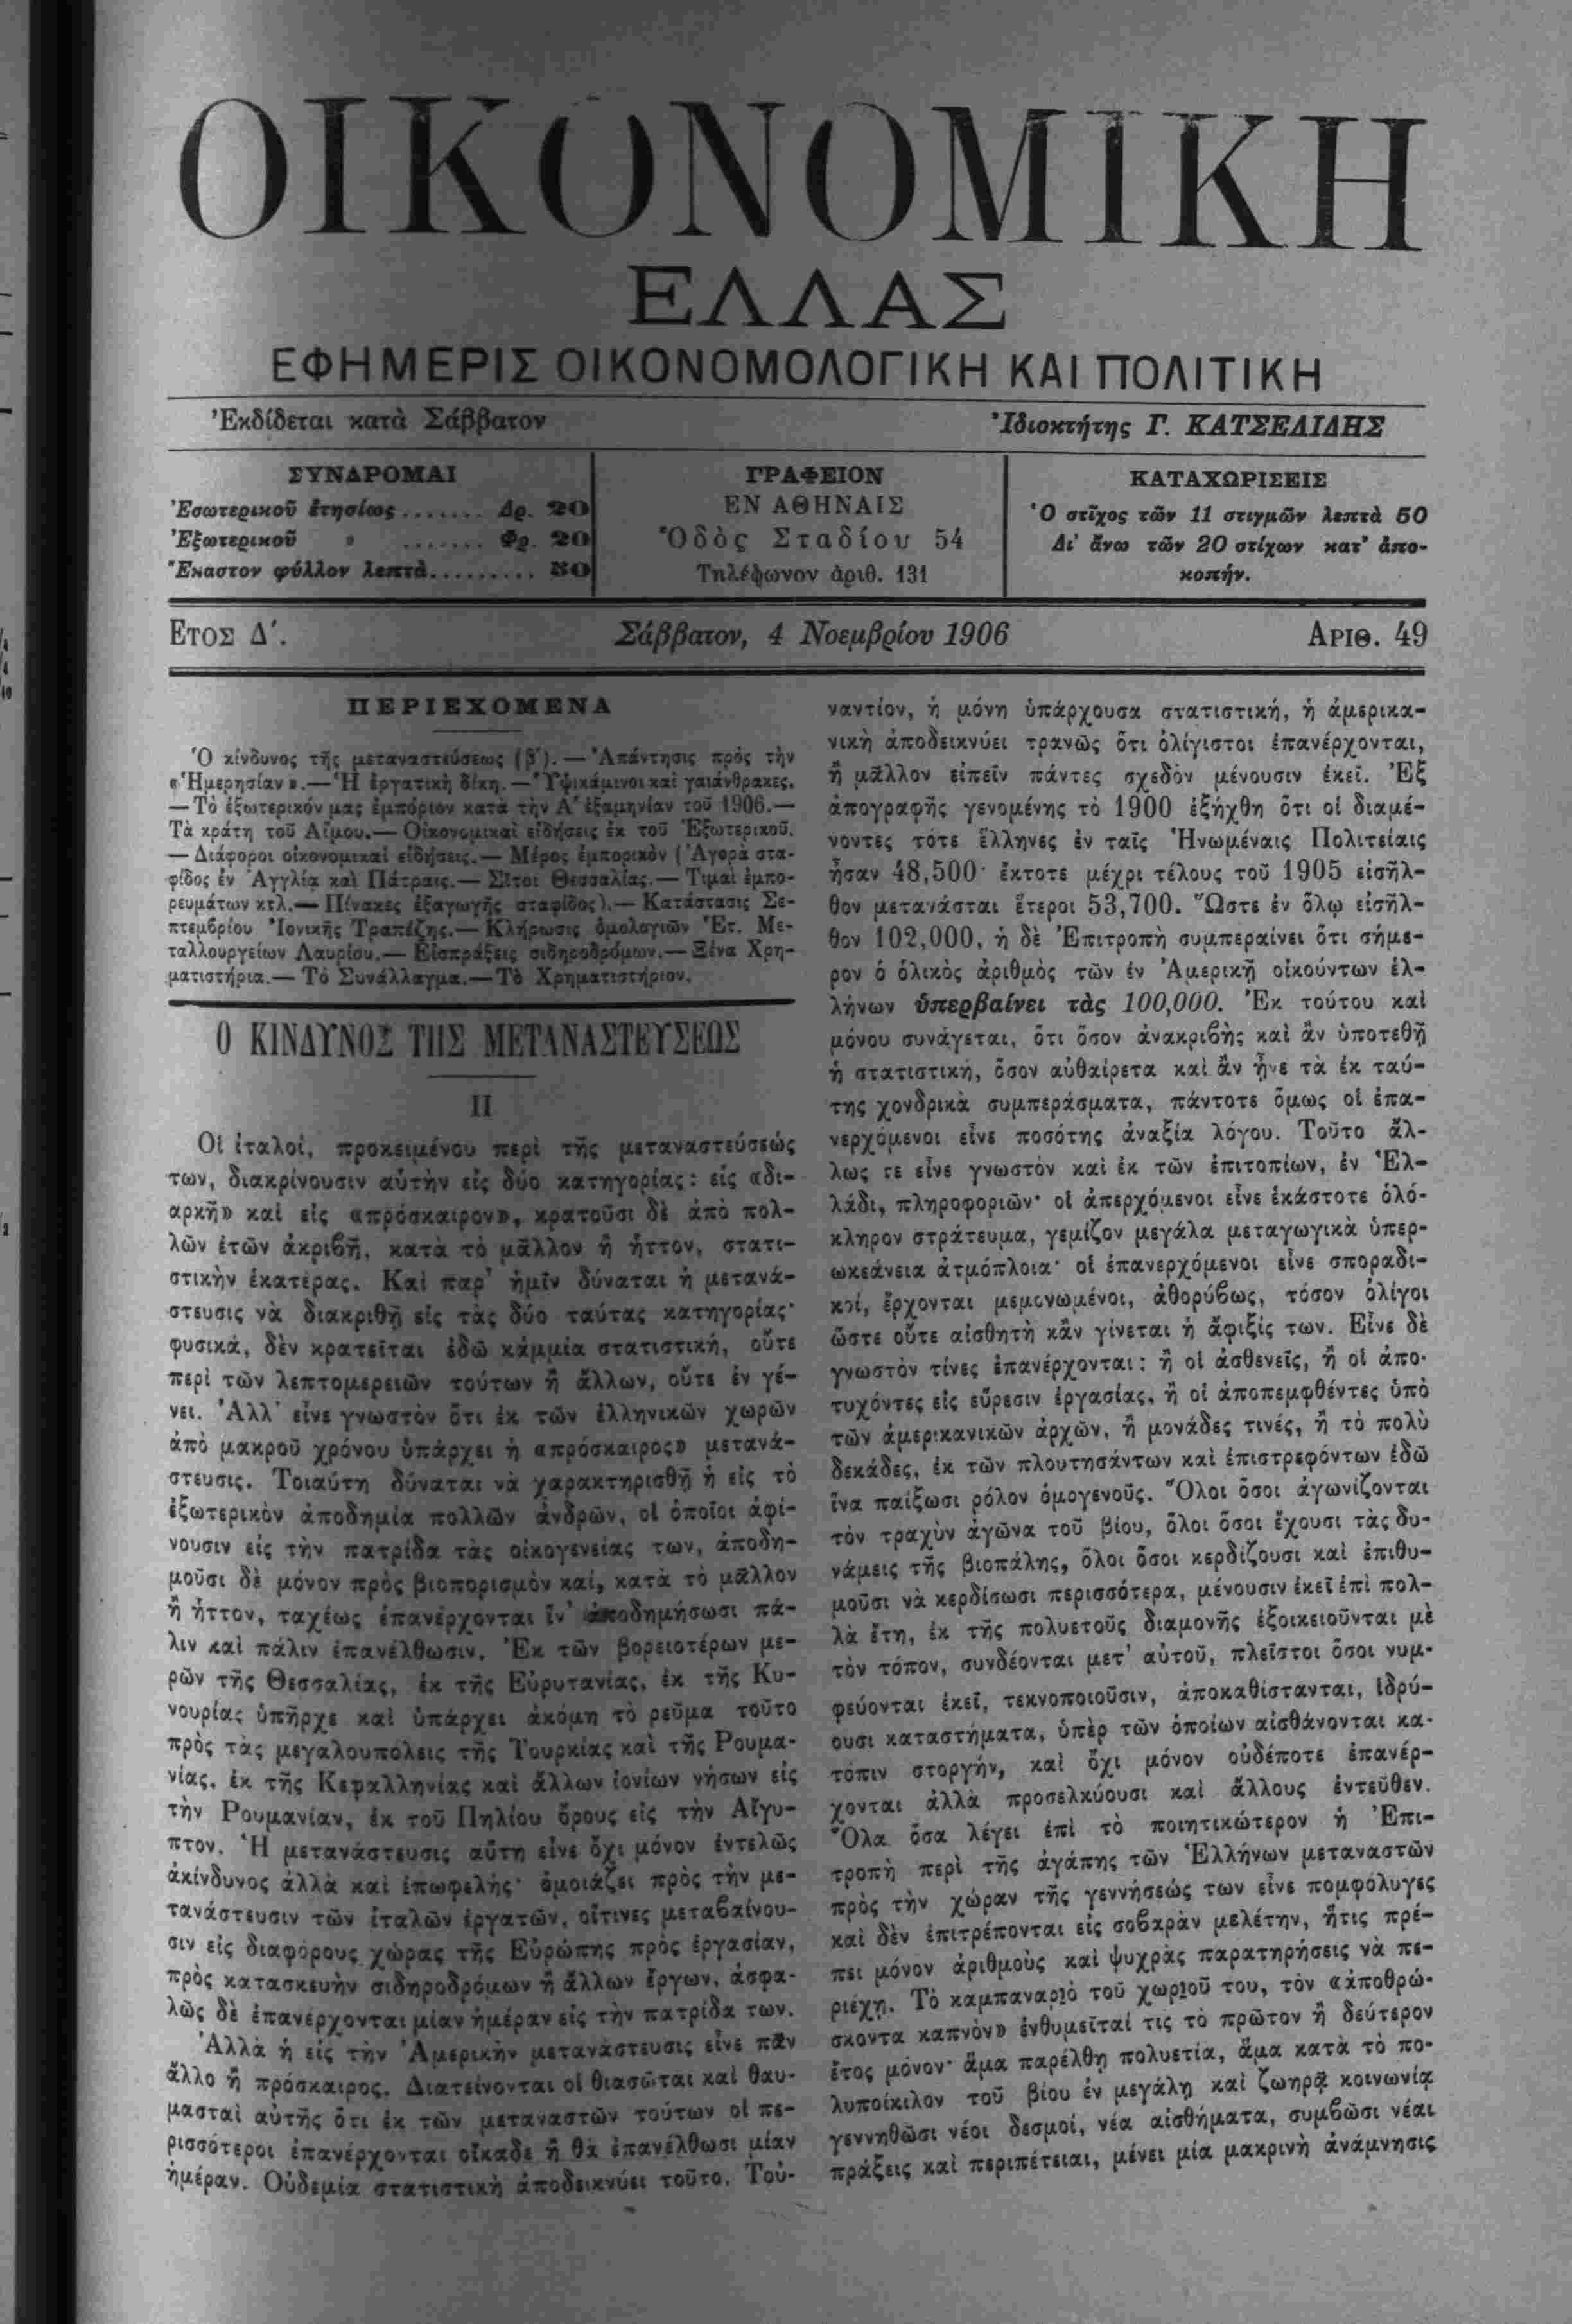 ΟΙΚΟΝΟΜΙΚΗ
ΕΛΛΑΣ
ΕΦΗΜΕΡΙΣ ΟΙΚΟΝΟΜΟΛΟΓΙΚΗ ΚΑΙ ΠΟΛΙΤΙΚΗ
Ἐκδίδεται κατὰ Σάββατον
Ἰδιοκτήτης Γ. ΚΑΤΣΕΛΙΔΗΣ
ΣΥΝΔΡΟΜΑΙ
Ἐσωτερικοῦ ἐτησίως....... Δρ. 20
Ἐξωτερικοῦ » ....... Φρ. 20
Ἕκαστον φύλλον λεπτὰ.......... 50
ΓΡΑΦΕΙΟΝ
ΕΝ ΑΘΗΝΑΙΣ
Ὁδὸς Σταδίου 54
Τηλέφωνον ἀριθ. 131
ΚΑΤΑΧΩΡΙΣΕΙΣ
Ὁ στῖχος τῶν 11 στιγμῶν λεπτὰ 50
Δι' ἄνω τῶν 20 στίχων κατ' ἀπο-
κοπήν.
ΕΤΟΣ Δ'.
Σάββατον, 4 Νοεμβρίου 1906
ΑΡΙΘ. 49
ΠΕΡΙΕΧΟΜΕΝΑ
Ὁ κίνδυνος τῆς μεταναστεύσεως (β').— Ἀπάντησις πρὸς τὴν
«Ἡμερησίαν».— Ἡ ἐργατικὴ δίκη.— Ὑψικάμινοι καὶ γαιάνθρακες.
— Τὸ ἐξωτερικόν μας ἐμπόριον κατὰ τὴν Α' ἑξαμηνίαν τοῦ 1906.—
Τὰ κράτη τοῦ Αἵμου.— Οἰκονομικαὶ εἰδήσεις ἐκ τοῦ Ἐξωτερικοῦ.
— Διάφοροι οἰκονομικαὶ εἰδήσεις.— Μέρος ἐμπορικὸν (Ἀγορὰ στα-
φίδος ἐν Ἀγγλίᾳ καὶ Πάτραις.— Σῖτοι Θεσσαλίας.— Τιμαὶ ἐμπο-
ρευμάτων κτλ.— Πίνακες ἐξαγωγῆς σταφίδος).— Κατάστασις Σε-
πτεμβρίου Ἰονικῆς Τραπέζης.— Κλήρωσις ὁμολογιῶν Ἑτ. Με-
ταλλουργείων Λαυρίου.— Εἰσπράξεις σιδηροδρόμων.— Ξένα Χρη-
ματιστήρια.— Τὸ Συνάλλαγμα.— Τὸ Χρηματιστήριον.
Ο ΚΙΝΔΥΝΟΣ ΤΗΣ ΜΕΤΑΝΑΣΤΕΥΣΕΩΣ
ΙΙ
Οἱ ἰταλοί, προκειμένου περὶ τῆς μεταναστεύσεώς
των, διακρίνουσιν αὐτὴν εἰς δύο κατηγορίας: εἰς «δι-
αρκῆ» καὶ εἰς «πρόσκαιρον», κρατοῦσι δὲ ἀπὸ πολ-
λῶν ἐτῶν ἀκριβῆ, κατὰ τὸ μᾶλλον ἢ ἧττον, στατι-
στικὴν ἑκατέρας. Καὶ παρ' ἡμῖν δύναται ἡ μετανά-
στευσις νὰ διακριθῇ εἰς τὰς δύο ταύτας κατηγορίας·
φυσικά, δὲν κρατεῖται ἐδῶ κἀμμία στατιστική, οὔτε
περὶ τῶν λεπτομερειῶν τούτων ἢ ἄλλων, οὔτε ἐν γέ-
νει. Ἀλλ' εἶνε γνωστὸν ὅτι ἐκ τῶν ἑλληνικῶν χωρῶν
ἀπὸ μακροῦ χρόνου ὑπάρχει ἡ «πρόσκαιρος» μετανά-
στευσις. Τοιαύτη δύναται νὰ χαρακτηρισθῇ ἡ εἰς τὸ
ἐξωτερικὸν ἀποδημία πολλῶν ἀνδρῶν, οἱ ὁποῖοι ἀφί-
νουσιν εἰς τὴν πατρίδα τὰς οἰκογενείας των, ἀποδη-
μοῦσι δὲ μόνον πρὸς βιοπορισμὸν καί, κατὰ τὸ μᾶλλον
ἢ ἧττον, ταχέως ἐπανέρχονται ἵν' ἀποδημήσωσι πά-
λιν καὶ πάλιν ἐπανέλθωσιν. Ἐκ τῶν βορειοτέρων με-
ρῶν τῆς Θεσσαλίας, ἐκ τῆς Εὐρυτανίας, ἐκ τῆς Κυ-
νουρίας ὑπῆρχε καὶ ὑπάρχει ἀκόμη τὸ ρεῦμα τοῦτο
πρὸς τὰς μεγαλουπόλεις τῆς Τουρκίας καὶ τῆς Ρουμα-
νίας, ἐκ τῆς Κεφαλληνίας καὶ ἄλλων ἰονίων νήσων εἰς
τὴν Ρουμανίαν, ἐκ τοῦ Πηλίου ὄρους εἰς τὴν Αἴγυ-
πτον. Ἡ μετανάστευσις αὕτη εἶνε ὄχι μόνον ἐντελῶς
ἀκίνδυνος ἀλλὰ καὶ ἐπωφελής· ὁμοιάζει πρὸς τὴν με-
τανάστευσιν τῶν ἰταλῶν ἐργατῶν, οἵτινες μεταβαίνου-
σιν εἰς διαφόρους χώρας τῆς Εὐρώπης πρὸς ἐργασίαν,
πρὸς κατασκευὴν σιδηροδρόμων ἢ ἄλλων ἔργων, ἀσφα-
λῶς δὲ ἐπανέρχονται μίαν ἡμέραν εἰς τὴν πατρίδα των.
Ἀλλὰ ἡ εἰς τὴν Ἀμερικὴν μετανάστευσις εἶνε πᾶν
ἄλλο ἢ πρόσκαιρος. Διατείνονται οἱ θιασῶται καὶ θαυ-
μασταὶ αὐτῆς ὅτι ἐκ τῶν μεταναστῶν τούτων οἱ πε-
ρισσότεροι ἐπανέρχονται οἴκαδε ἢ θὰ ἐπανέλθωσι μίαν
ἡμέραν. Οὐδεμία στατιστικὴ ἀποδεικνύει τοῦτο. Τοὐ-
ναντίον, ἡ μόνη ὑπάρχουσα στατιστική, ἡ ἀμερικα-
νικὴ ἀποδεικνύει τρανῶς ὅτι ὀλίγιστοι ἐπανέρχονται,
ἢ μᾶλλον εἰπεῖν πάντες σχεδὸν μένουσιν ἐκεῖ. Ἐξ
ἀπογραφῆς γενομένης τὸ 1900 ἐξήχθη ὅτι οἱ διαμέ-
νοντες τότε ἕλληνες ἐν ταῖς Ἡνωμέναις Πολιτείαις
ἦσαν 48,500· ἔκτοτε μέχρι τέλους τοῦ 1905 εἰσῆλ-
θον μετανάσται ἕτεροι 53,700. Ὥστε ἐν ὅλῳ εἰσῆλ-
θον 102,000, ἡ δὲ Ἐπιτροπὴ συμπεραίνει ὅτι σήμε-
ρον ὁ ὁλικὸς ἀριθμὸς τῶν ἐν Ἀμερικῇ οἰκούντων ἑλ-
λήνων ὑπερβαίνει τὰς 100,000. Ἐκ τούτου καὶ
μόνου συνάγεται, ὅτι ὅσον ἀνακριβὴς καὶ ἂν ὑποτεθῇ
ἡ στατιστική, ὅσον αὐθαίρετα καὶ ἂν ἦνε τὰ ἐκ ταύ-
της χονδρικὰ συμπεράσματα, πάντοτε ὅμως οἱ ἐπα-
νερχόμενοι εἶνε ποσότης ἀναξία λόγου. Τοῦτο ἄλ-
λως τε εἶνε γνωστὸν καὶ ἐκ τῶν ἐπιτοπίων, ἐν Ἑλ-
λάδι, πληροφοριῶν· οἱ ἀπερχόμενοι εἶνε ἑκάστοτε ὁλό-
κληρον στράτευμα, γεμίζον μεγάλα μεταγωγικὰ ὑπερ-
ωκεάνεια ἀτμόπλοια· οἱ ἐπανερχόμενοι εἶνε σποραδι-
κοί, ἔρχονται μεμονωμένοι, ἀθορύβως, τόσον ὀλίγοι
ὥστε οὔτε αἰσθητὴ κἂν γίνεται ἡ ἄφιξίς των. Εἶνε δὲ
γνωστὸν τίνες ἐπανέρχονται: ἢ οἱ ἀσθενεῖς, ἢ οἱ ἀπο-
τυχόντες εἰς εὕρεσιν ἐργασίας, ἢ οἱ ἀποπεμφθέντες ὑπὸ
τῶν ἀμερικανικῶν ἀρχῶν, ἢ μονάδες τινές, ἢ τὸ πολὺ
δεκάδες, ἐκ τῶν πλουτησάντων καὶ ἐπιστρεφόντων ἐδῶ
ἵνα παίξωσι ρόλον ὁμογενοῦς. Ὅλοι ὅσοι ἀγωνίζονται
τὸν τραχὺν ἀγῶνα τοῦ βίου, ὅλοι ὅσοι ἔχουσι τὰς δυ-
νάμεις τῆς βιοπάλης, ὅλοι ὅσοι κερδίζουσι καὶ ἐπιθυ-
μοῦσι νὰ κερδίσωσι περισσότερα, μένουσιν ἐκεῖ ἐπὶ πολ-
λὰ ἔτη, ἐκ τῆς πολυετοῦς διαμονῆς ἐξοικειοῦνται μὲ
τὸν τόπον, συνδέονται μετ' αὐτοῦ, πλεῖστοι ὅσοι νυμ-
φεύονται ἐκεῖ, τεκνοποιοῦσιν, ἀποκαθίστανται, ἱδρύ-
ουσι καταστήματα, ὑπὲρ τῶν ὁποίων αἰσθάνονται κα-
τόπιν στοργήν, καὶ ὄχι μόνον οὐδέποτε ἐπανέρ-
χονται ἀλλὰ προσελκύουσι καὶ ἄλλους ἐντεῦθεν.
Ὅλα ὅσα λέγει ἐπὶ τὸ ποιητικώτερον ἡ Ἐπι-
τροπὴ περὶ τῆς ἀγάπης τῶν Ἑλλήνων μεταναστῶν
πρὸς τὴν χώραν τῆς γεννήσεώς των εἶνε πομφόλυγες
καὶ δὲν ἐπιτρέπονται εἰς σοβαρὰν μελέτην, ἥτις πρέ-
πει μόνον ἀριθμοὺς καὶ ψυχρὰς παρατηρήσεις νὰ πε-
ριέχῃ. Τὸ καμπαναριὸ τοῦ χωριοῦ του, τὸν «ἀποθρώ-
σκοντα καπνὸν» ἐνθυμεῖταί τις τὸ πρῶτον ἢ δεύτερον
ἔτος μόνον· ἅμα παρέλθῃ πολυετία, ἅμα κατὰ τὸ πο-
λυποίκιλον τοῦ βίου ἐν μεγάλῃ καὶ ζωηρᾷ κοινωνίᾳ
γεννηθῶσι νέοι δεσμοί, νέα αἰσθήματα, συμβῶσι νέαι
πράξεις καὶ περιπέτειαι, μένει μία μακρινὴ ἀνάμνησις